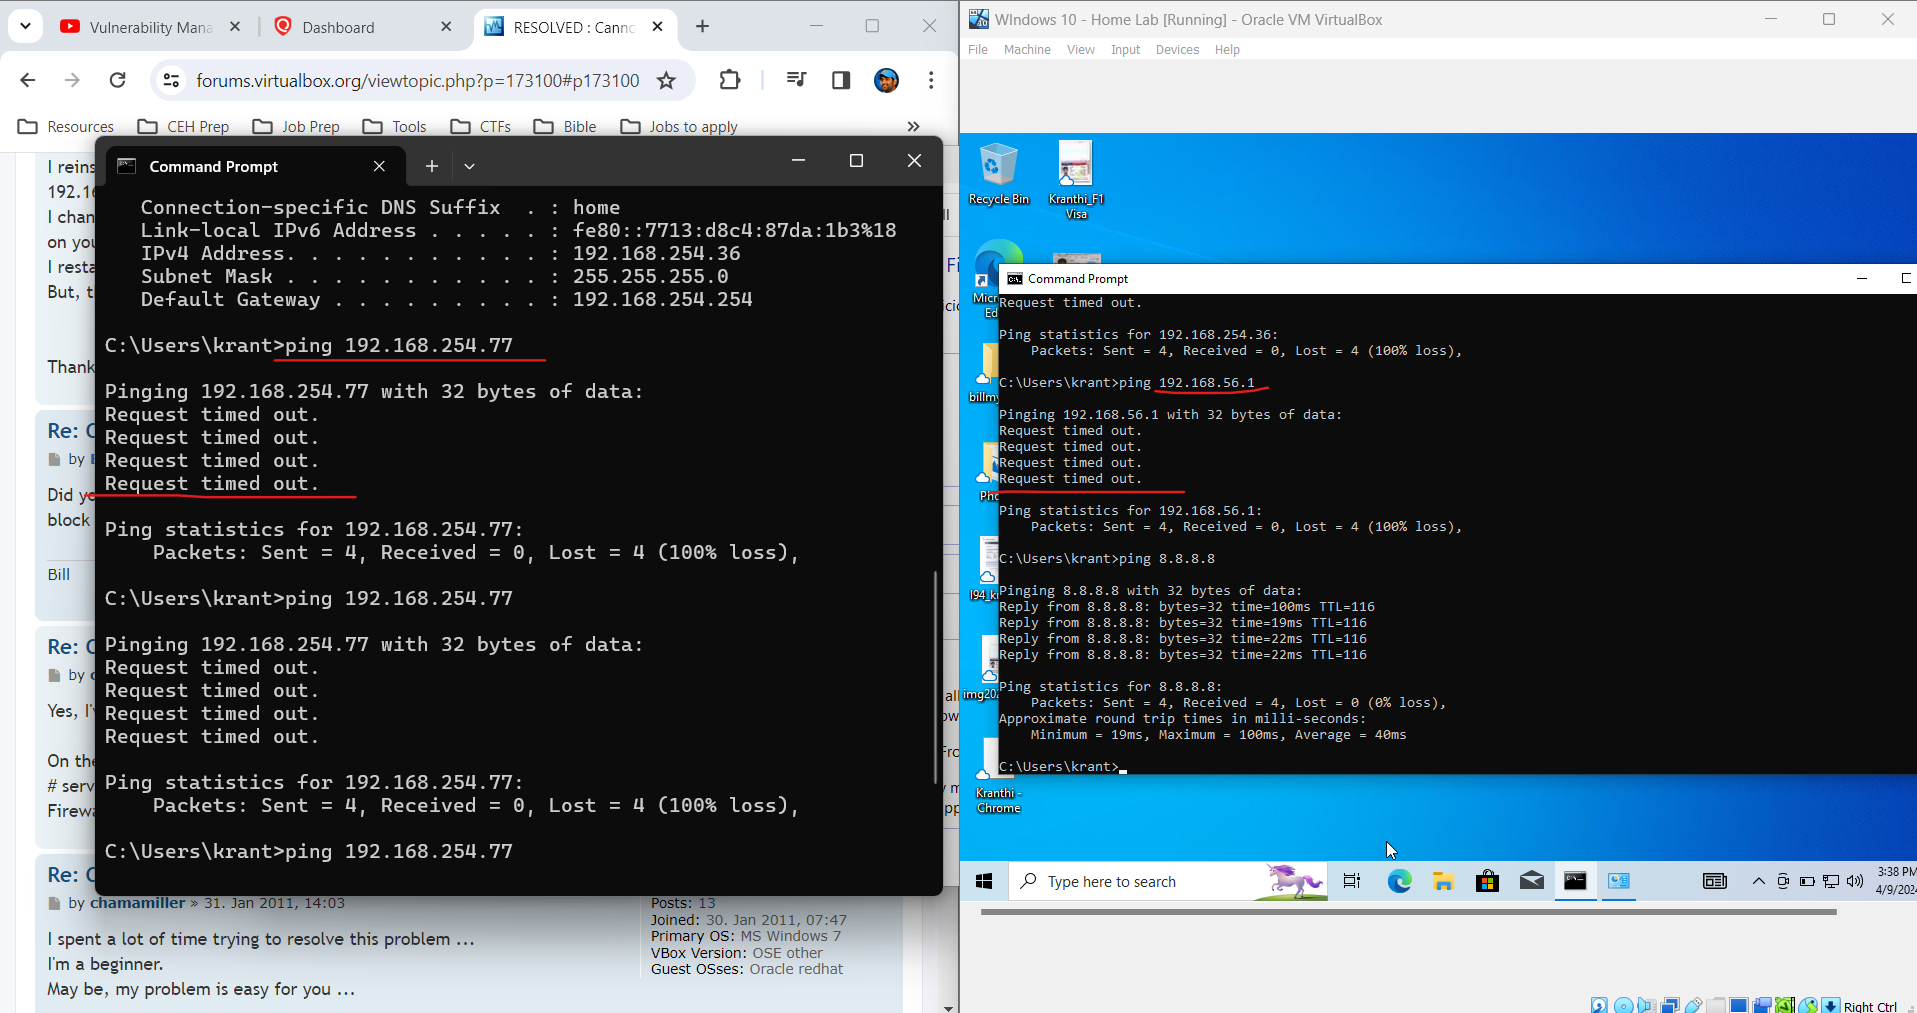 Vulnerability Mana
Dashboard
RESOLVED : Canno
forums.virtualbox.org/viewtopic.php?p=173100#p173100
Resources
CEH Prep
Job Prep
Tools
CTFs
Bible
Jobs to apply
»
I reins
192.16
I chan
on you
I resta
But, t
Thank
Re: C
by
Did yo
block
Bill
Re: C
by
Yes, I'v
On the
# serv
Firewa
Re: C
by chamamiller » 31. Jan 2011, 14:03
I spent a lot of time trying to resolve this problem ...
I'm a beginner.
May be, my problem is easy for you ...
Posts: 13
Joined: 30. Jan 2011, 07:47
Primary OS: MS Windows 7
VBox Version: OSE other
Guest OSses: Oracle redhat
Command Prompt
Connection-specific DNS Suffix  . : home
Link-local IPv6 Address . . . . . : fe80::7713:d8c4:87da:1b3%18
IPv4 Address. . . . . . . . . . . : 192.168.254.36
Subnet Mask . . . . . . . . . . . : 255.255.255.0
Default Gateway . . . . . . . . . : 192.168.254.254
C:\Users\krant>ping 192.168.254.77
Pinging 192.168.254.77 with 32 bytes of data:
Request timed out.
Request timed out.
Request timed out.
Request timed out.
Ping statistics for 192.168.254.77:
Packets: Sent = 4, Received = 0, Lost = 4 (100% loss),
C:\Users\krant>ping 192.168.254.77
Pinging 192.168.254.77 with 32 bytes of data:
Request timed out.
Request timed out.
Request timed out.
Request timed out.
Ping statistics for 192.168.254.77:
Packets: Sent = 4, Received = 0, Lost = 4 (100% loss),
C:\Users\krant>ping 192.168.254.77
WIndows 10 - Home Lab [Running] - Oracle VM VirtualBox
File Machine View Input Devices Help
Recycle Bin
Kranthi_F1
Visa
Micr
Ed
billmy
Pho
I94_k
img20
Kranthi -
Chrome
Command Prompt
Request timed out.
Ping statistics for 192.168.254.36:
Packets: Sent = 4, Received = 0, Lost = 4 (100% loss),
C:\Users\krant>ping 192.168.56.1
Pinging 192.168.56.1 with 32 bytes of data:
Request timed out.
Request timed out.
Request timed out.
Request timed out.
Ping statistics for 192.168.56.1:
Packets: Sent = 4, Received = 0, Lost = 4 (100% loss),
C:\Users\krant>ping 8.8.8.8
Pinging 8.8.8.8 with 32 bytes of data:
Reply from 8.8.8.8: bytes=32 time=100ms TTL=116
Reply from 8.8.8.8: bytes=32 time=19ms TTL=116
Reply from 8.8.8.8: bytes=32 time=22ms TTL=116
Reply from 8.8.8.8: bytes=32 time=22ms TTL=116
Ping statistics for 8.8.8.8:
Packets: Sent = 4, Received = 4, Lost = 0 (0% loss),
Approximate round trip times in milli-seconds:
Minimum = 19ms, Maximum = 100ms, Average = 40ms
C:\Users\krant>
Type here to search
3:38 PM
4/9/2024
Right Ctrl